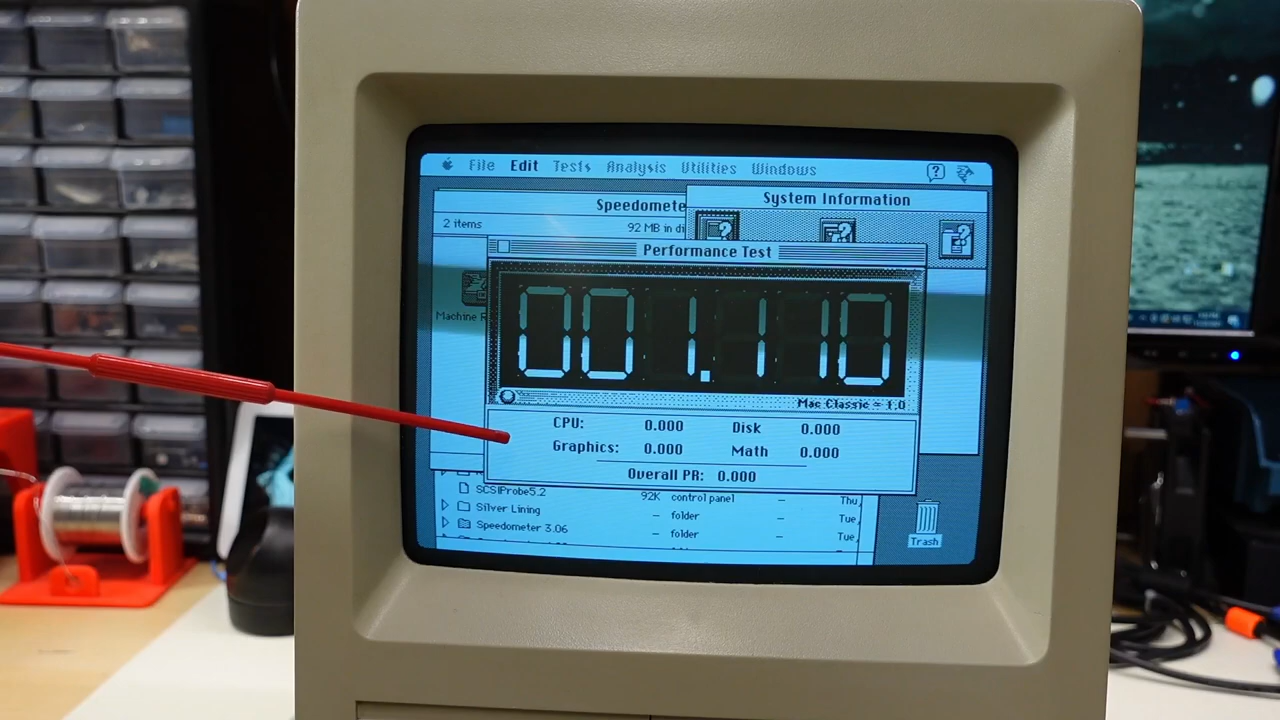 File Edit Tests Analysis Utilities Windows
Speedomete
System Information
2 items
92 MB in di
Performance Test
Machine R
001.110
Mac Classic = 1.0
CPU: 0.000 Disk 0.000
Graphics: 0.000 Math 0.000
Overall PR: 0.000
SCSIProbe5.2 92K control panel – Thu,
Silver Lining – folder – Tue,
Speedometer 3.06 – folder – Tue,
Trash